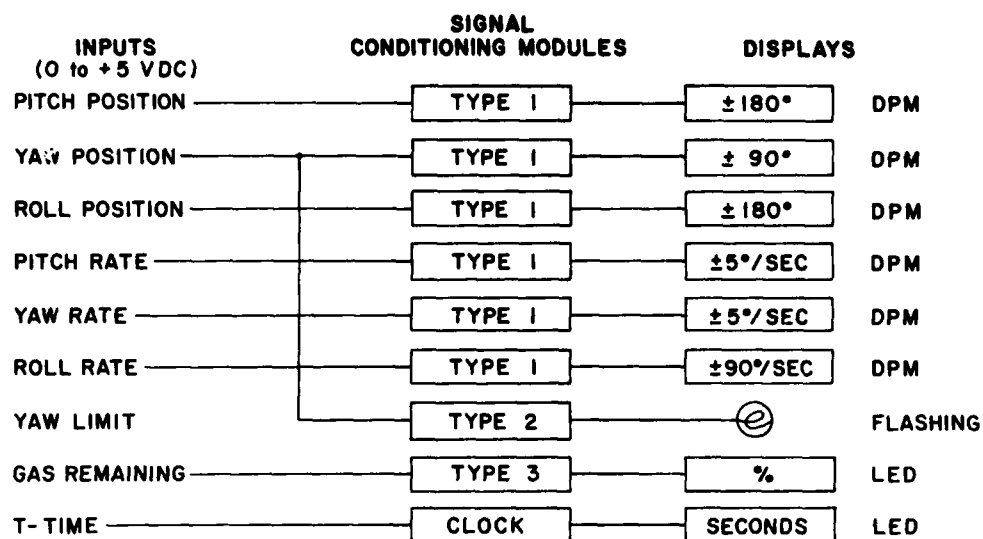 SIGNAL
INPUTS CONDITIONING MODULES DISPLAYS
(0 to +5 VDC)
PITCH POSITION TYPE 1 ±180° DPM
YAW POSITION TYPE 1 ± 90° DPM
ROLL POSITION TYPE 1 ±180° DPM
PITCH RATE TYPE 1 ±5°/SEC DPM
YAW RATE TYPE 1 ±5°/SEC DPM
ROLL RATE TYPE 1 ±90°/SEC DPM
YAW LIMIT TYPE 2 FLASHING
GAS REMAINING TYPE 3 % LED
T-TIME CLOCK SECONDS LED